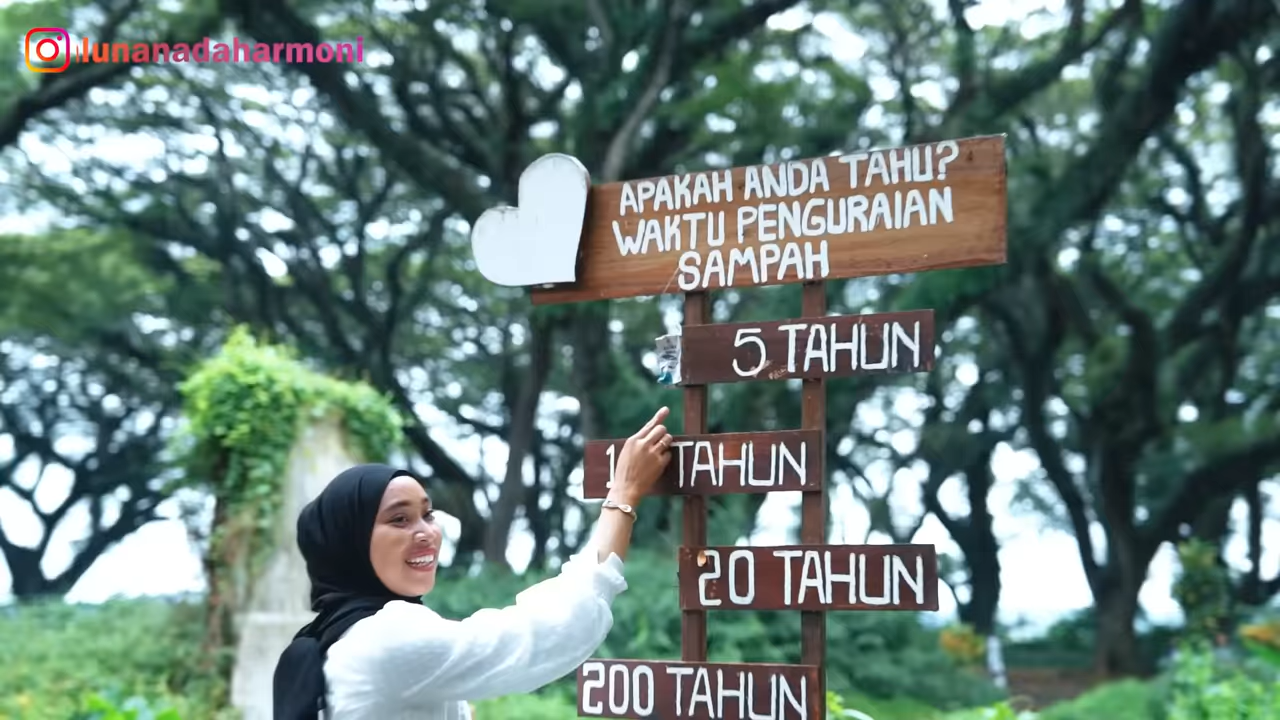 lunanadaharmoni
APAKAH ANDA TAHU?
WAKTU PENGURAIAN
SAMPAH
5 TAHUN
TAHUN
20 TAHUN
200 TAHUN